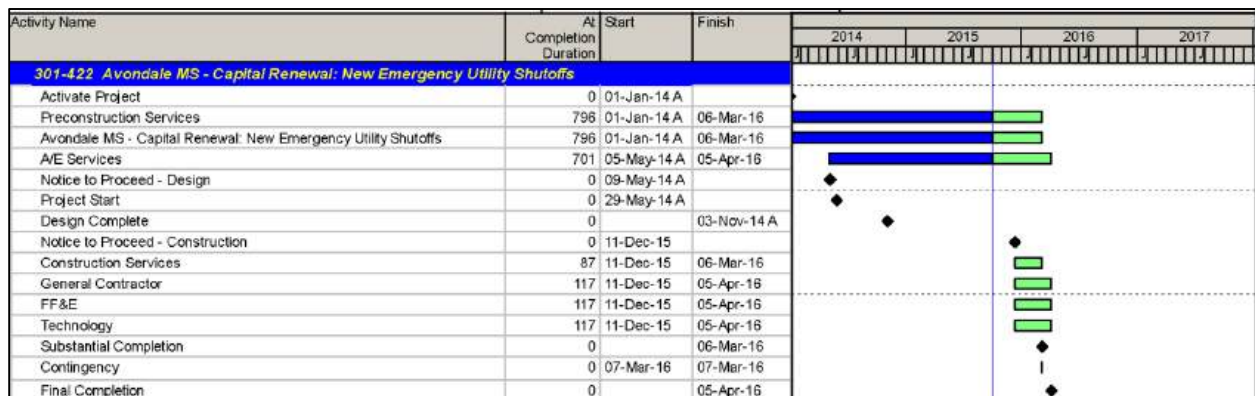 Activity Name At Completion Duration Start Finish 2014 2015 2016 2017
J J J J J J J
301-422 Avondale MS - Capital Renewal: New Emergency Utility Shutoffs
Activate Project 0 01-Jan-14 A
Preconstruction Services 796 01-Jan-14 A 06-Mar-16
Avondale MS - Capital Renewal: New Emergency Utility Shutoffs 796 01-Jan-14 A 06-Mar-16
A/E Services 701 05-May-14 A 05-Apr-16
Notice to Proceed - Design 0 09-May-14 A
Project Start 0 29-May-14 A
Design Complete 0 03-Nov-14 A
Notice to Proceed - Construction 0 11-Dec-15
Construction Services 87 11-Dec-15 06-Mar-16
General Contractor 117 11-Dec-15 05-Apr-16
FF&E 117 11-Dec-15 05-Apr-16
Technology 117 11-Dec-15 05-Apr-16
Substantial Completion 0 06-Mar-16
Contingency 0 07-Mar-16 07-Mar-16
Final Completion 0 05-Apr-16